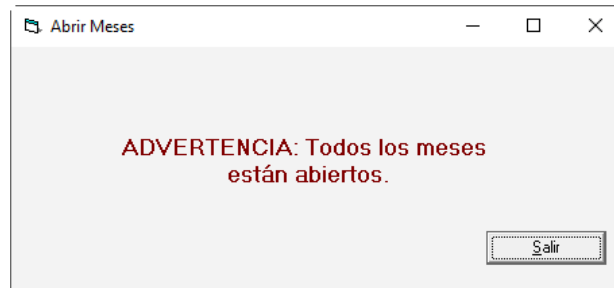 Abrir Meses
ADVERTENCIA: Todos los meses
están abiertos.
Salir